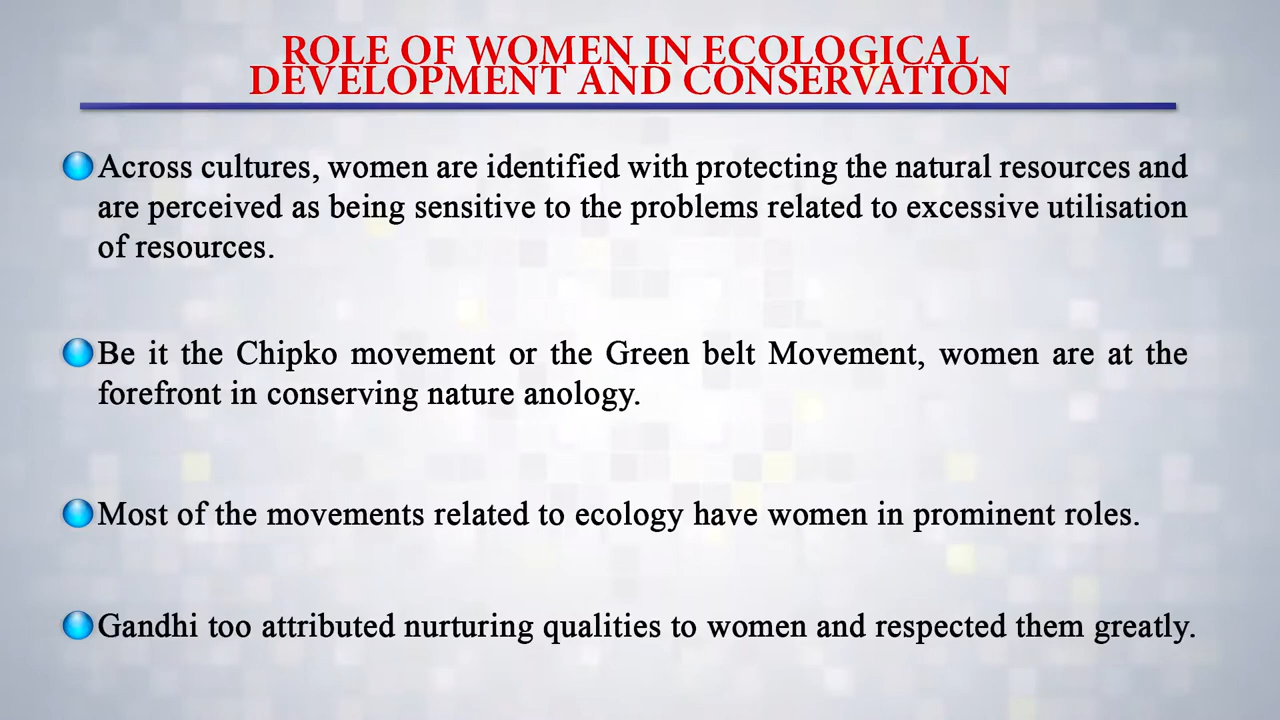 ROLE OF WOMEN IN ECOLOGICAL
DEVELOPMENT AND CONSERVATION
Across cultures, women are identified with protecting the natural resources and
are perceived as being sensitive to the problems related to excessive utilisation
of resources.
Be it the Chipko movement or the Green belt Movement, women are at the
forefront in conserving nature anology.
Most of the movements related to ecology have women in prominent roles.
Gandhi too attributed nurturing qualities to women and respected them greatly.